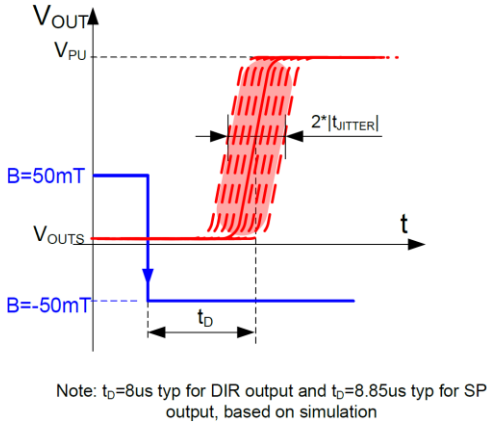 VOUT
VPU
2*|tJITTER|
B=50mT
t
VOUTS
B=-50mT
tD
Note: tD=8us typ for DIR output and tD=8.85us typ for SP
output, based on simulation